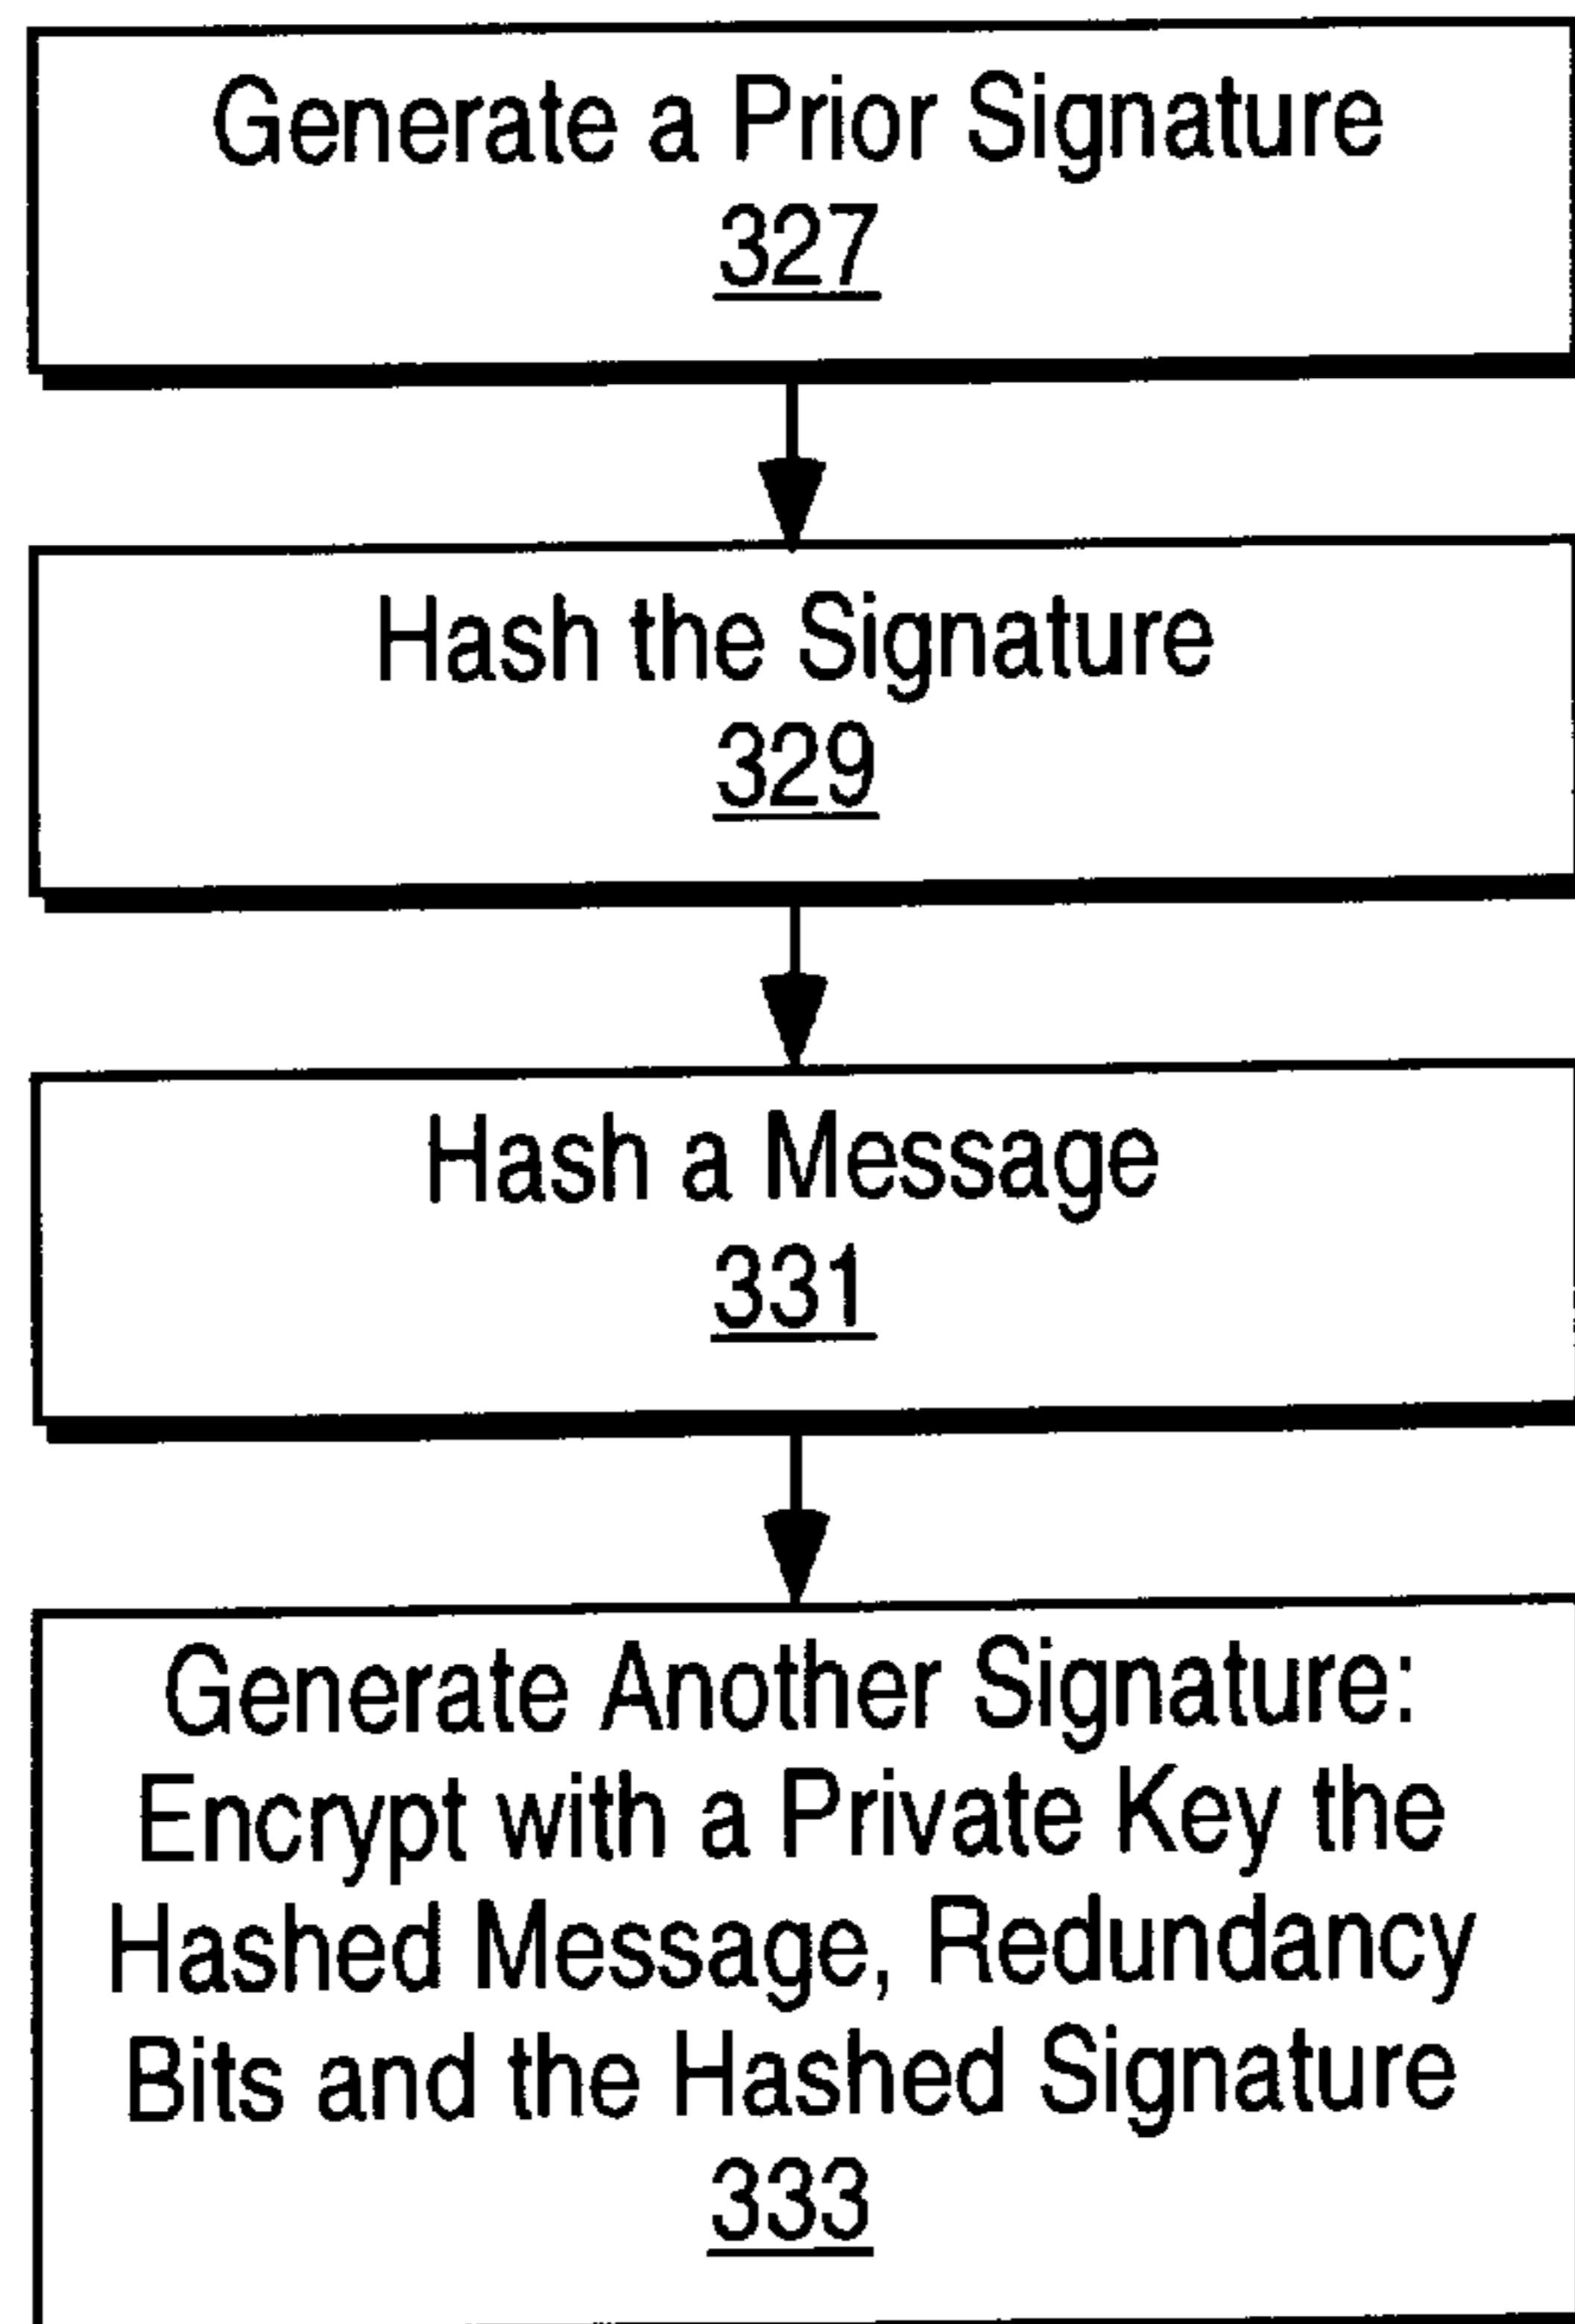 Generate a Prior Signature
327
Hash the Signature
329
Hash a Message
331
Generate Another Signature:
Encrypt with a Private Key the
Hashed Message, Redundancy
Bits and the Hashed Signature
333